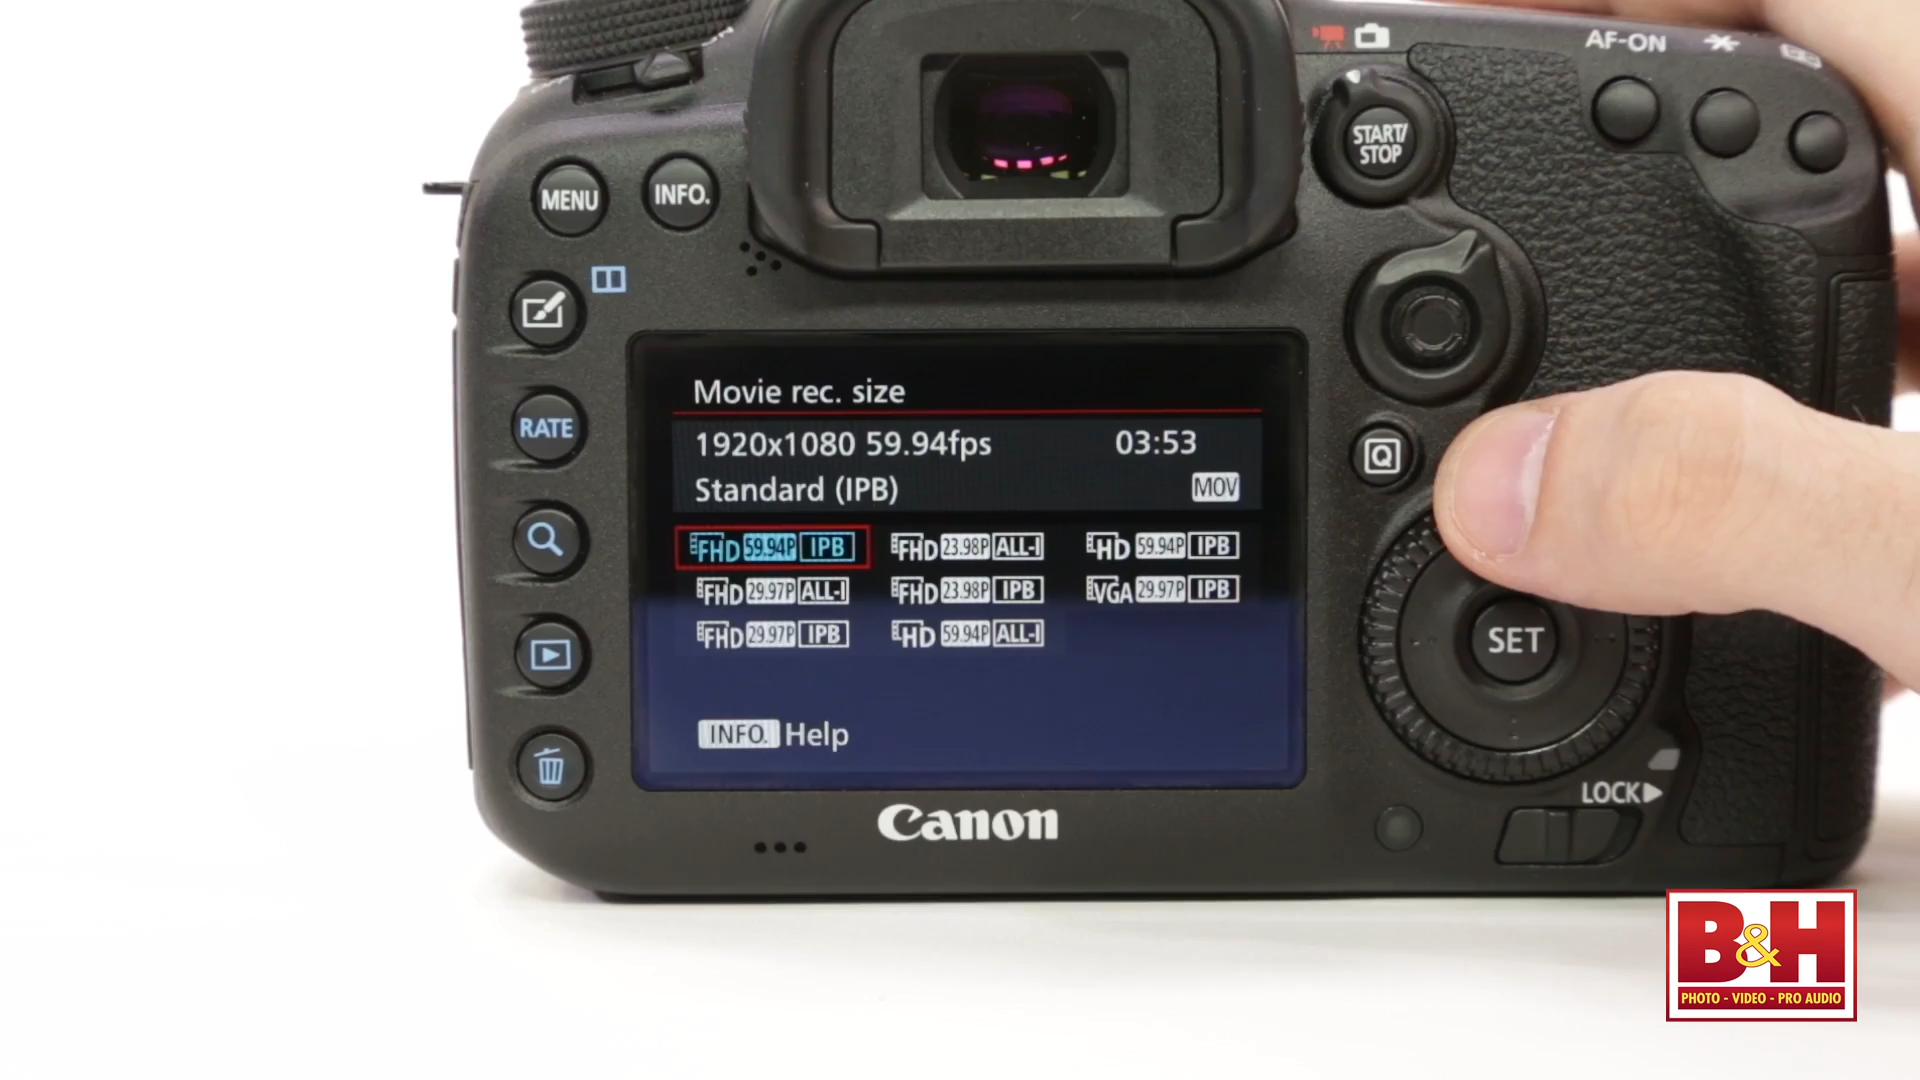 AF-ON
START/
STOP
MENU
INFO.
RATE
Movie rec. size
1920x1080 59.94fps 03:53
Standard (IPB) MOV
FHD 59.94P IPB FHD 23.98P ALL-I HD 59.94P IPB
FHD 29.97P ALL-I FHD 23.98P IPB VGA 29.97P IPB
FHD 29.97P IPB HD 59.94P ALL-I
INFO. Help
Q
SET
LOCK
Canon
B&H
PHOTO - VIDEO - PRO AUDIO